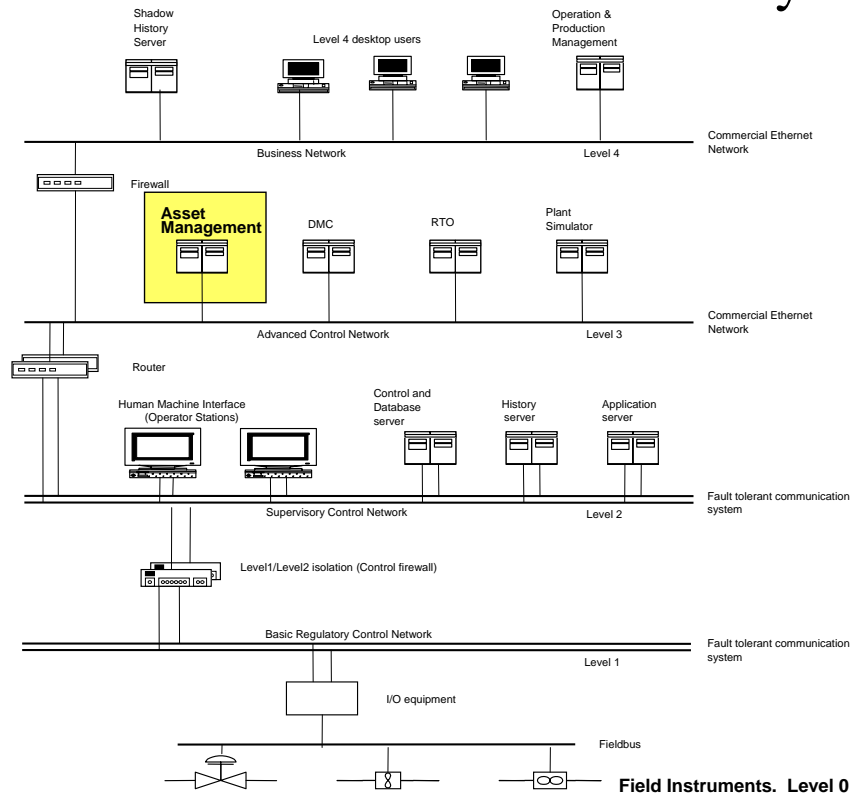 Shadow
History
Server
Level 4 desktop users
Operation &
Production
Management
Business Network
Level 4
Commercial Ethernet
Network
Firewall
Asset
Management
DMC
RTO
Plant
Simulator
Advanced Control Network
Level 3
Commercial Ethernet
Network
Router
Human Machine Interface
(Operator Stations)
Control and
Database
server
History
server
Application
server
Supervisory Control Network
Level 2
Fault tolerant communication
system
Level1/Level2 isolation (Control firewall)
Basic Regulatory Control Network
Level 1
Fault tolerant communication
system
I/O equipment
Fieldbus
Field Instruments. Level 0